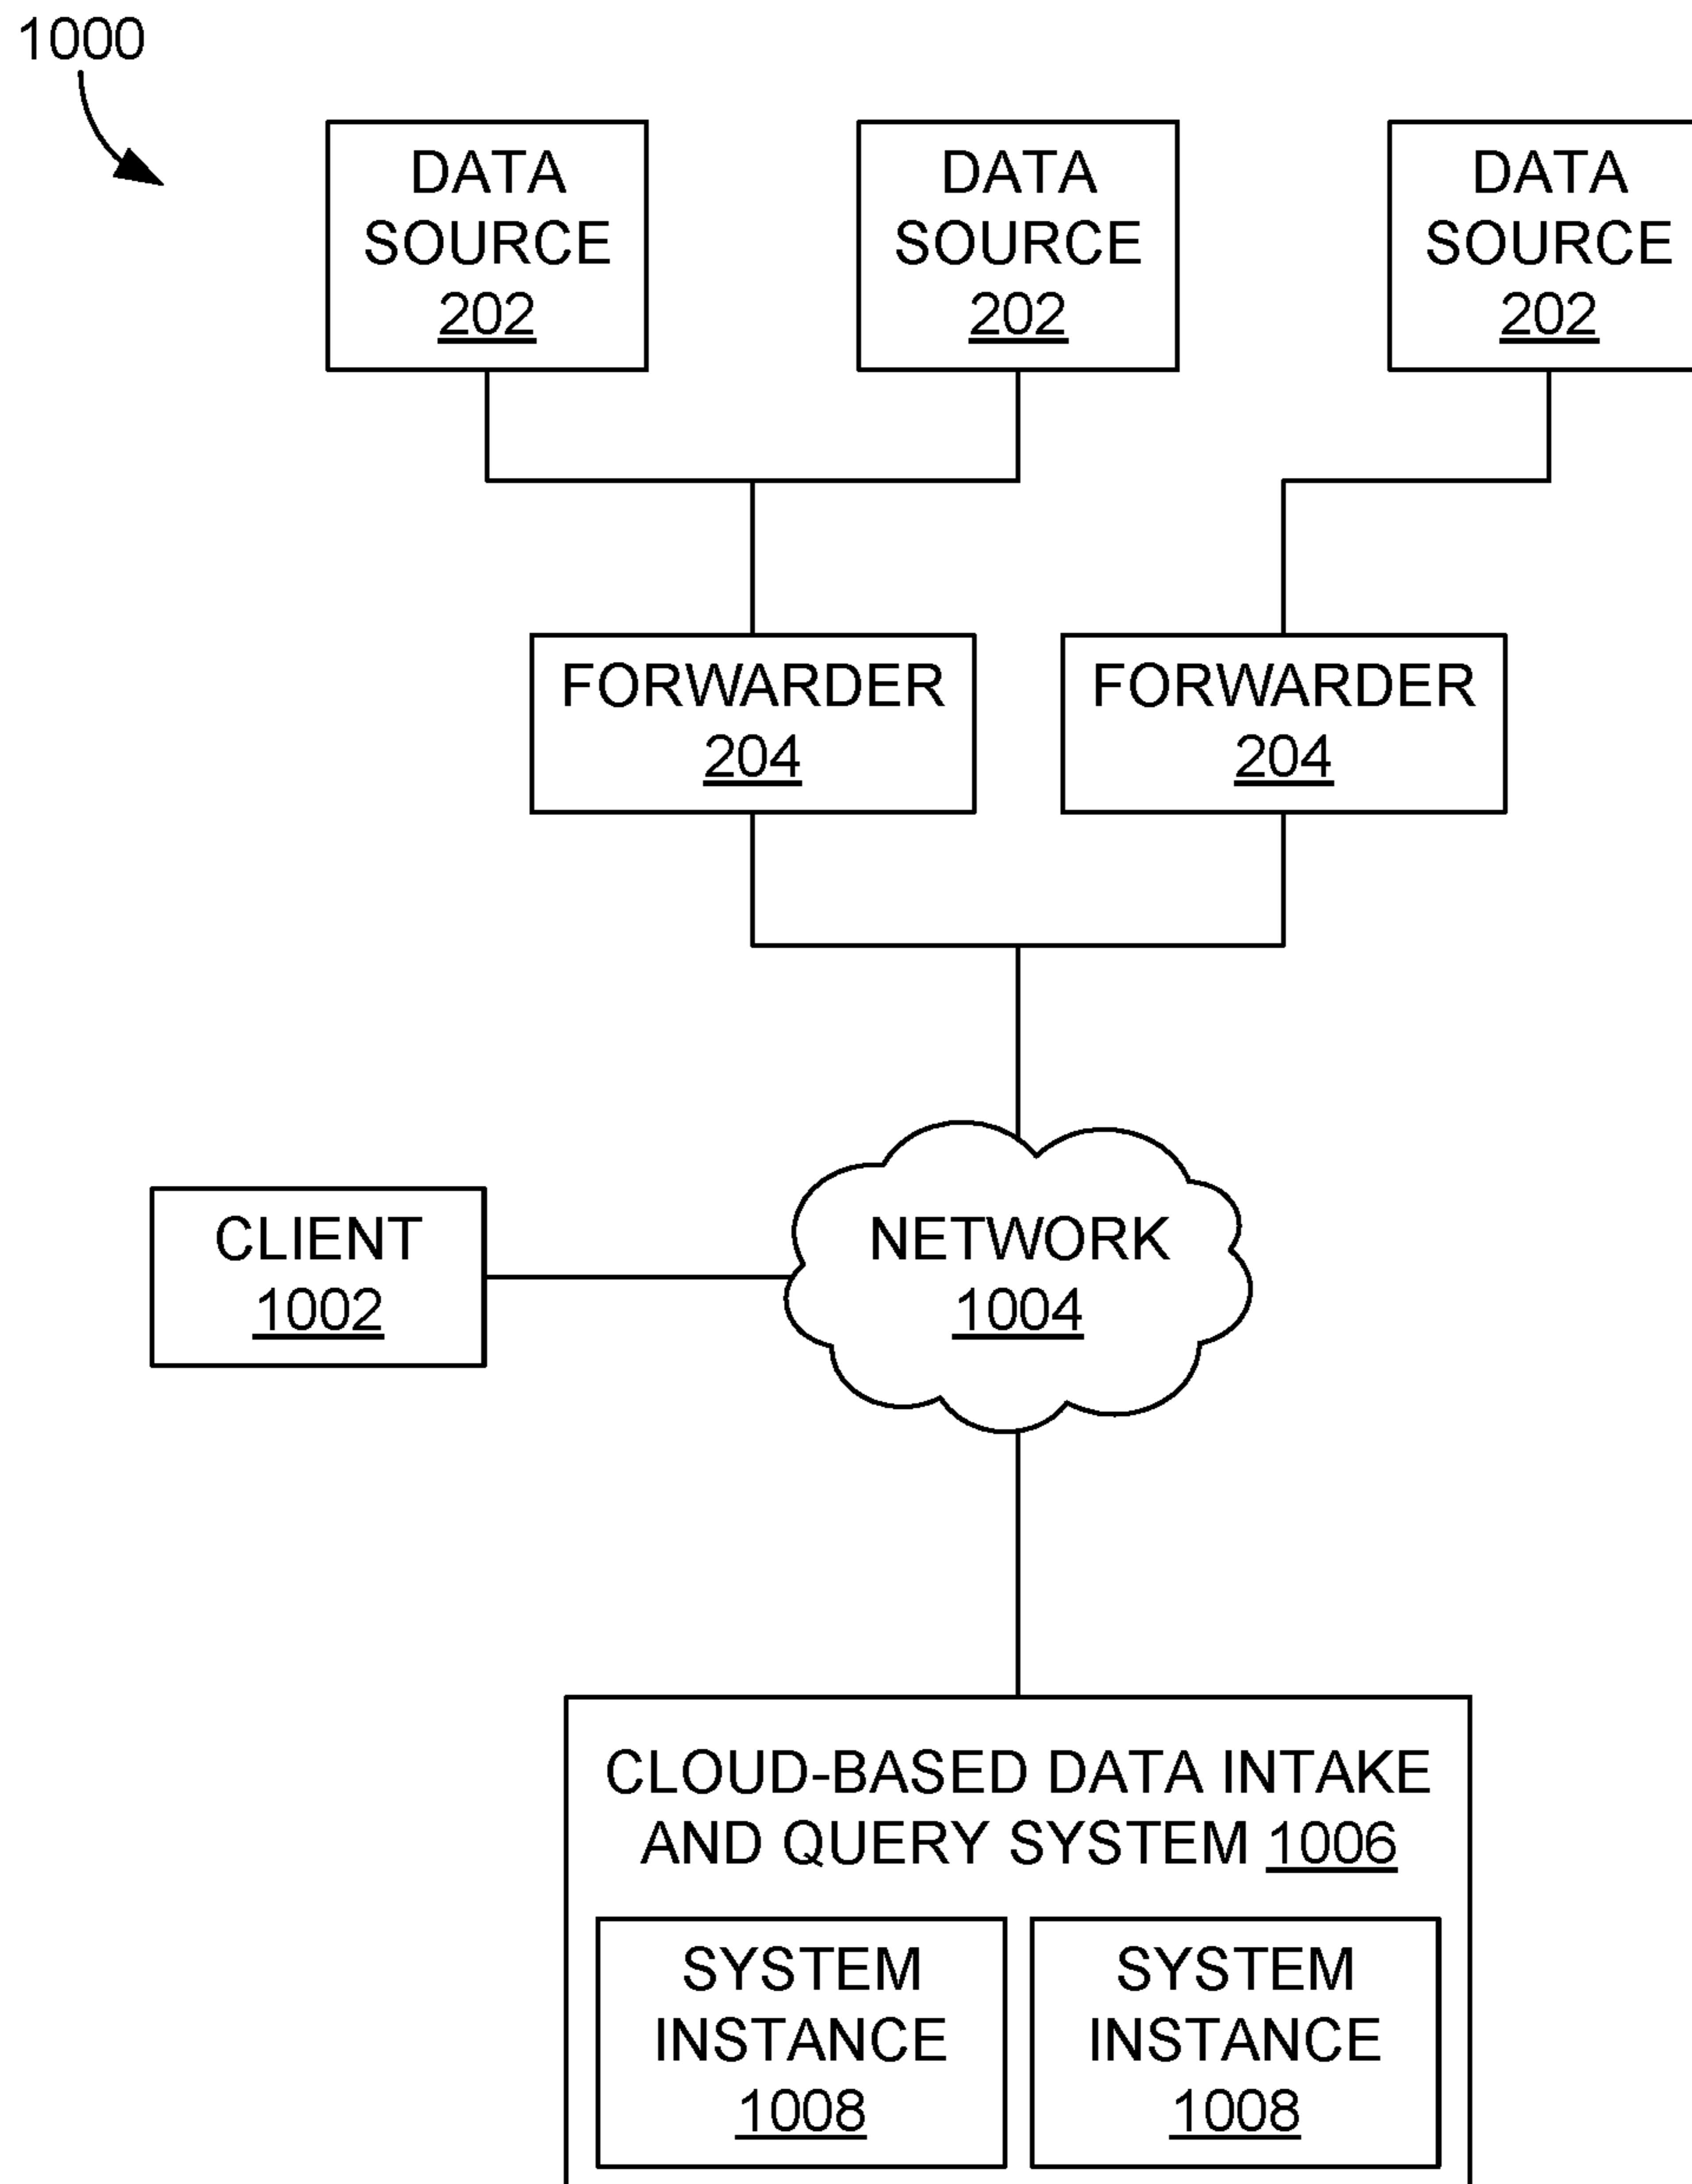 1000
DATA
SOURCE
202
DATA
SOURCE
202
DATA
SOURCE
202
FORWARDER
204
FORWARDER
204
CLIENT
1002
NETWORK
1004
CLOUD-BASED DATA INTAKE
AND QUERY SYSTEM 1006
SYSTEM
INSTANCE
1008
SYSTEM
INSTANCE
1008